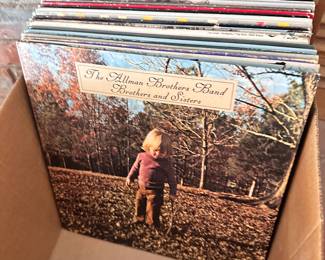 The Allman Brothers Band
Brothers and Sisters